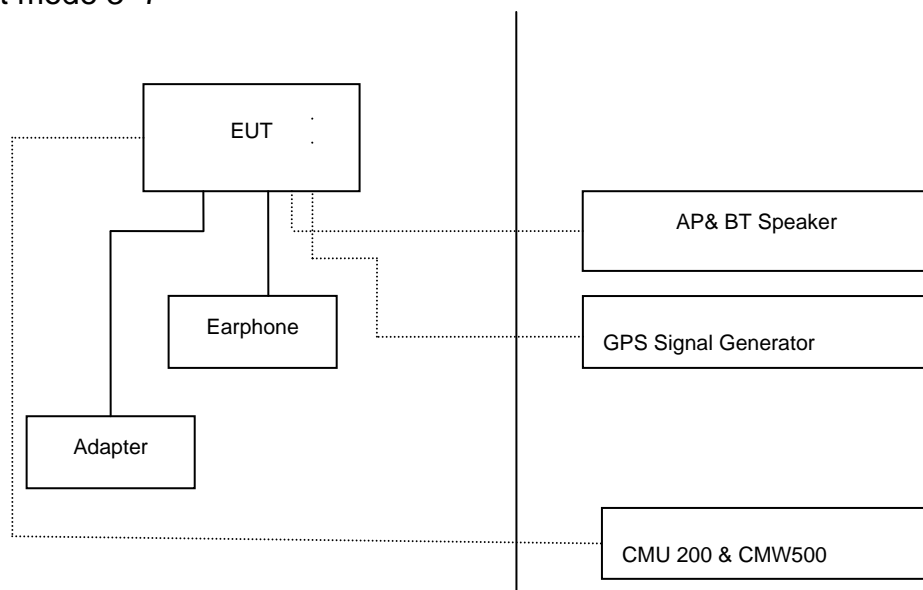 EUT
AP& BT Speaker
Earphone
GPS Signal Generator
Adapter
CMU 200 & CMW500